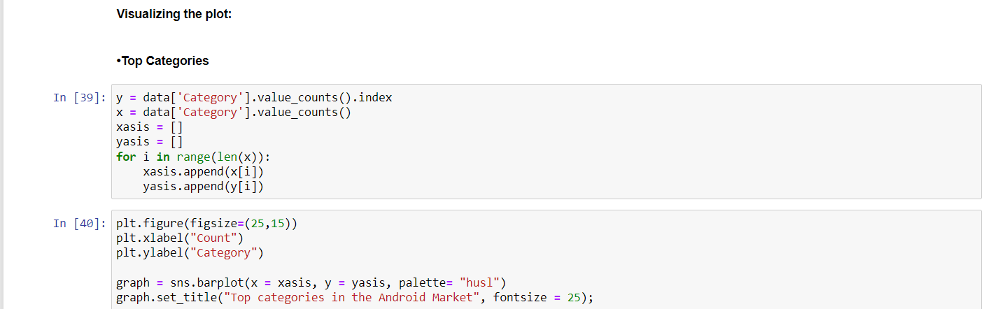 Visualizing the plot:
•Top Categories
In [39]: y = data['Category'].value_counts().index
x = data['Category'].value_counts()
xasis = []
yasis = []
for i in range(len(x)):
    xasis.append(x[i])
    yasis.append(y[i])
In [40]: plt.figure(figsize=(25,15))
plt.xlabel("Count")
plt.ylabel("Category")
graph = sns.barplot(x = xasis, y = yasis, palette= "husl")
graph.set_title("Top categories in the Android Market", fontsize = 25);